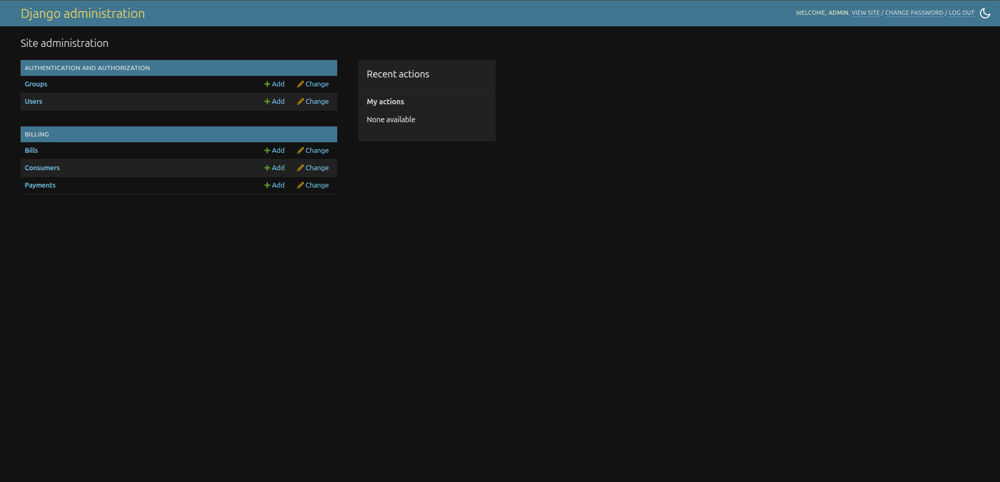 Django administration
WELCOME, ADMIN. VIEW SITE / CHANGE PASSWORD / LOG OUT
Site administration
AUTHENTICATION AND AUTHORIZATION
Groups Add Change
Users Add Change
BILLING
Bills Add Change
Consumers Add Change
Payments Add Change
Recent actions
My actions
None available